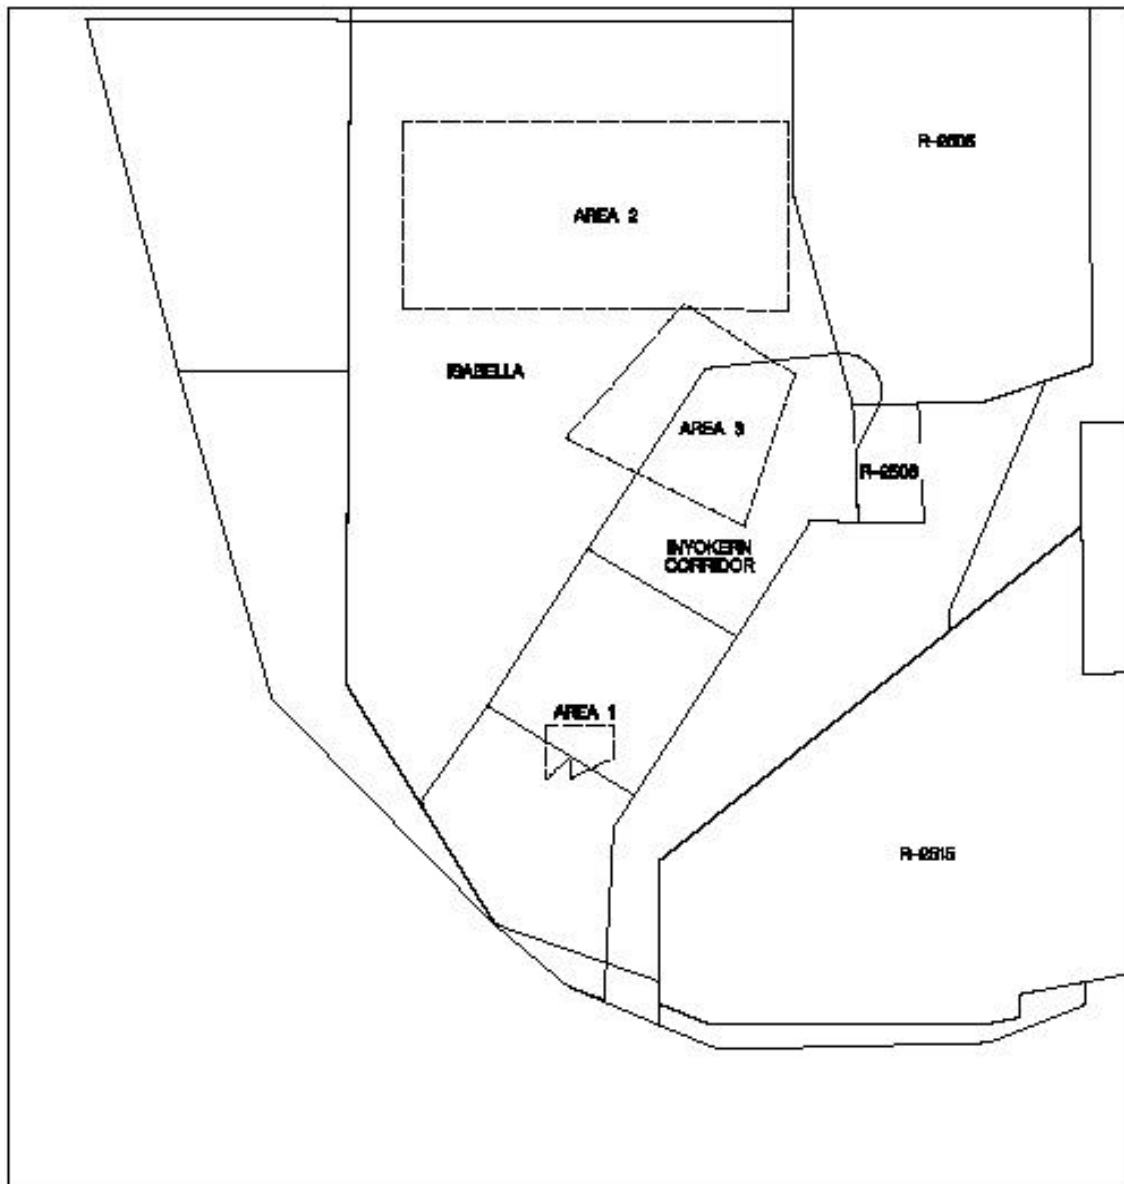 R-2505
AREA 2
ISABELLA
AREA 3
R-2506
INYOKERN
CORRIDOR
AREA 1
R-2515